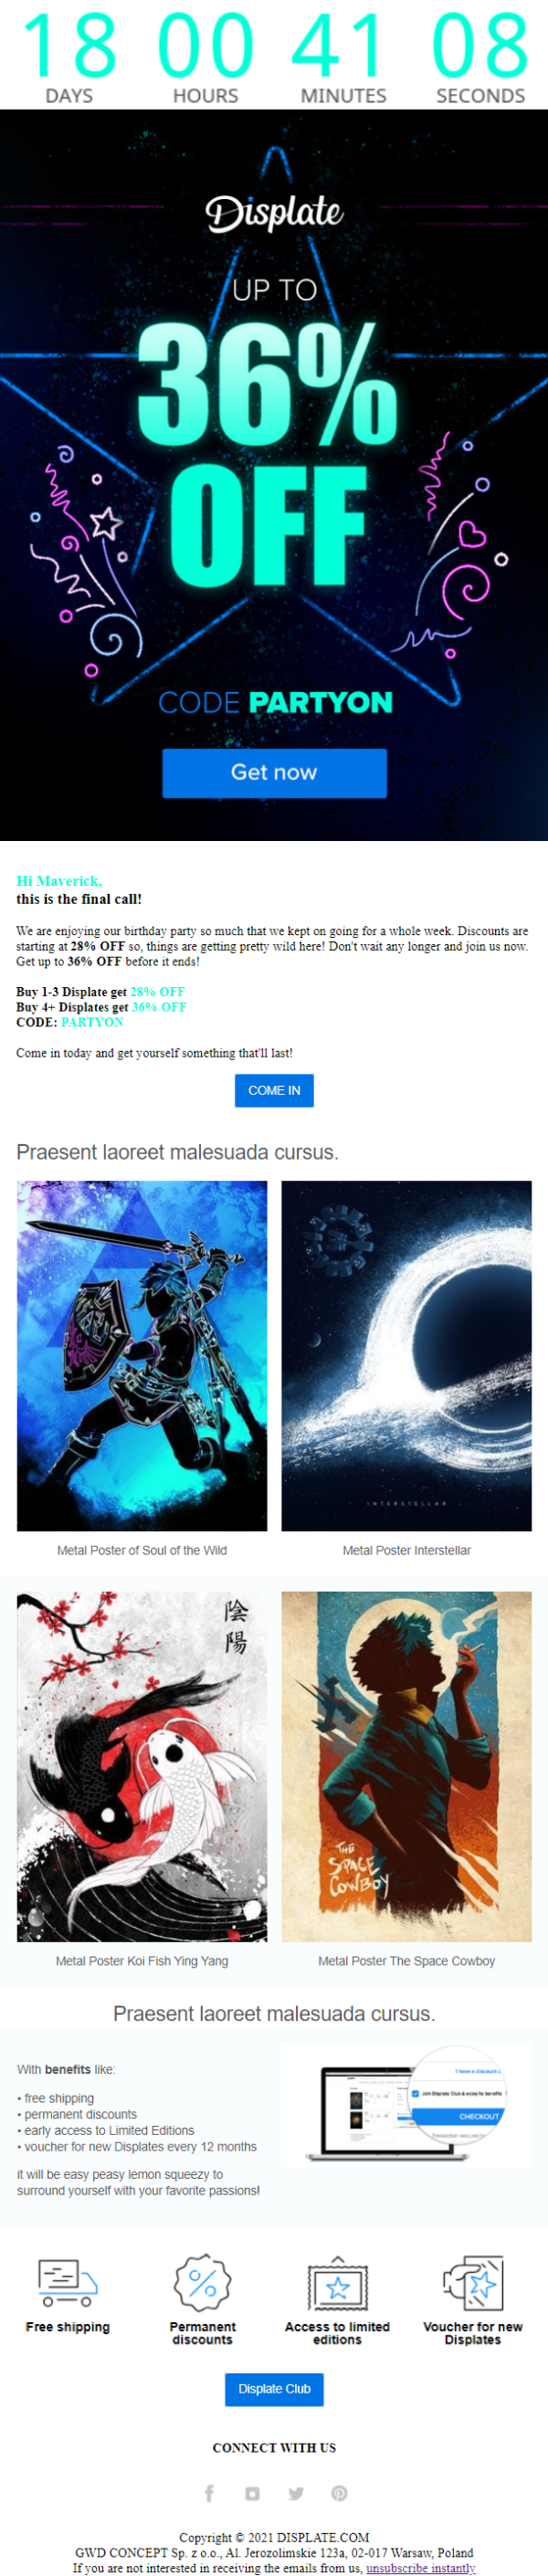 18 00 41 08
DAYS HOURS MINUTES SECONDS
Displate
UP TO
36%
OFF
CODE PARTYON
Get now
Hi Maverick,
this is the final call!
We are enjoying our birthday party so much that we kept on going for a whole week. Discounts are
starting at 28% OFF so, things are getting pretty wild here! Don't wait any longer and join us now.
Get up to 36% OFF before it ends!
Buy 1-3 Displate get 28% OFF
Buy 4+ Displates get 36% OFF
CODE: PARTYON
Come in today and get yourself something that'll last!
COME IN
Praesent laoreet malesuada cursus.
INTERSTELLAR
Metal Poster of Soul of the Wild
Metal Poster Interstellar
陰
陽
THE
SPACE
COWBOY
Metal Poster Koi Fish Ying Yang
Metal Poster The Space Cowboy
Praesent laoreet malesuada cursus.
With benefits like:
• free shipping
• permanent discounts
• early access to Limited Editions
• voucher for new Displates every 12 months
it will be easy peasy lemon squeezy to
surround yourself with your favorite passions!
I have a discount c
Join Displate Club & enjoy its benefits
CHECKOUT
Transaction secured
Free shipping
Permanent
discounts
Access to limited
editions
Voucher for new
Displates
Displate Club
CONNECT WITH US
Copyright © 2021 DISPLATE.COM
GWD CONCEPT Sp. z o.o., Al. Jerozolimskie 123a, 02-017 Warsaw, Poland
If you are not interested in receiving the emails from us, unsubscribe instantly